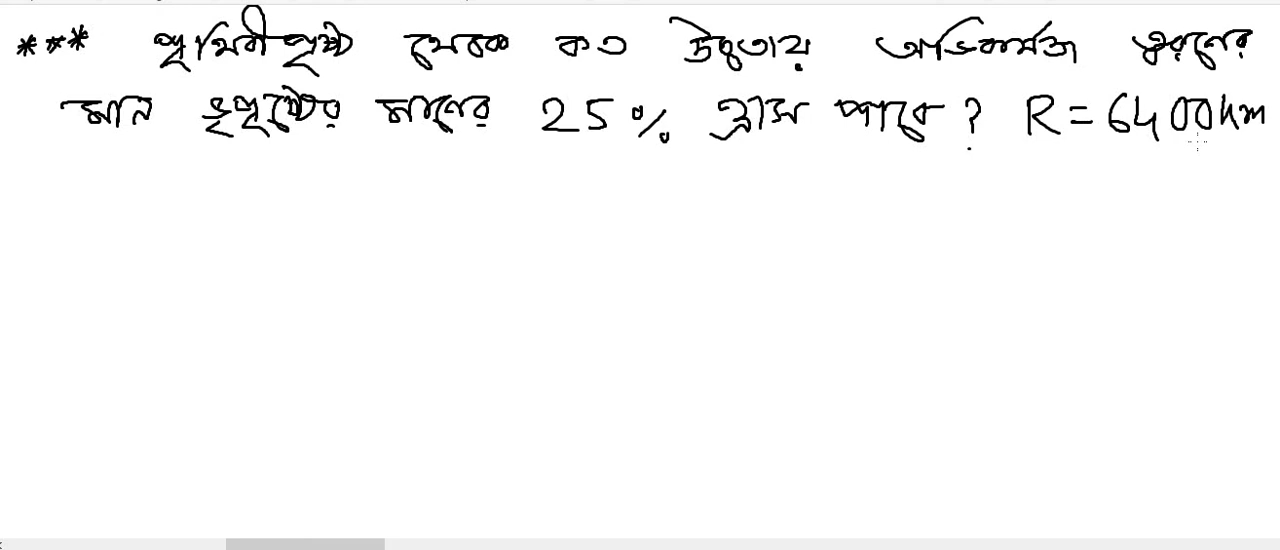 *** পৃথিবীপৃষ্ঠ থেকে কত উচ্চতায় অভিকর্ষজ ত্বরণের
মান ভূপৃষ্ঠের মানের 25% হ্রাস পাবে? R = 6400km